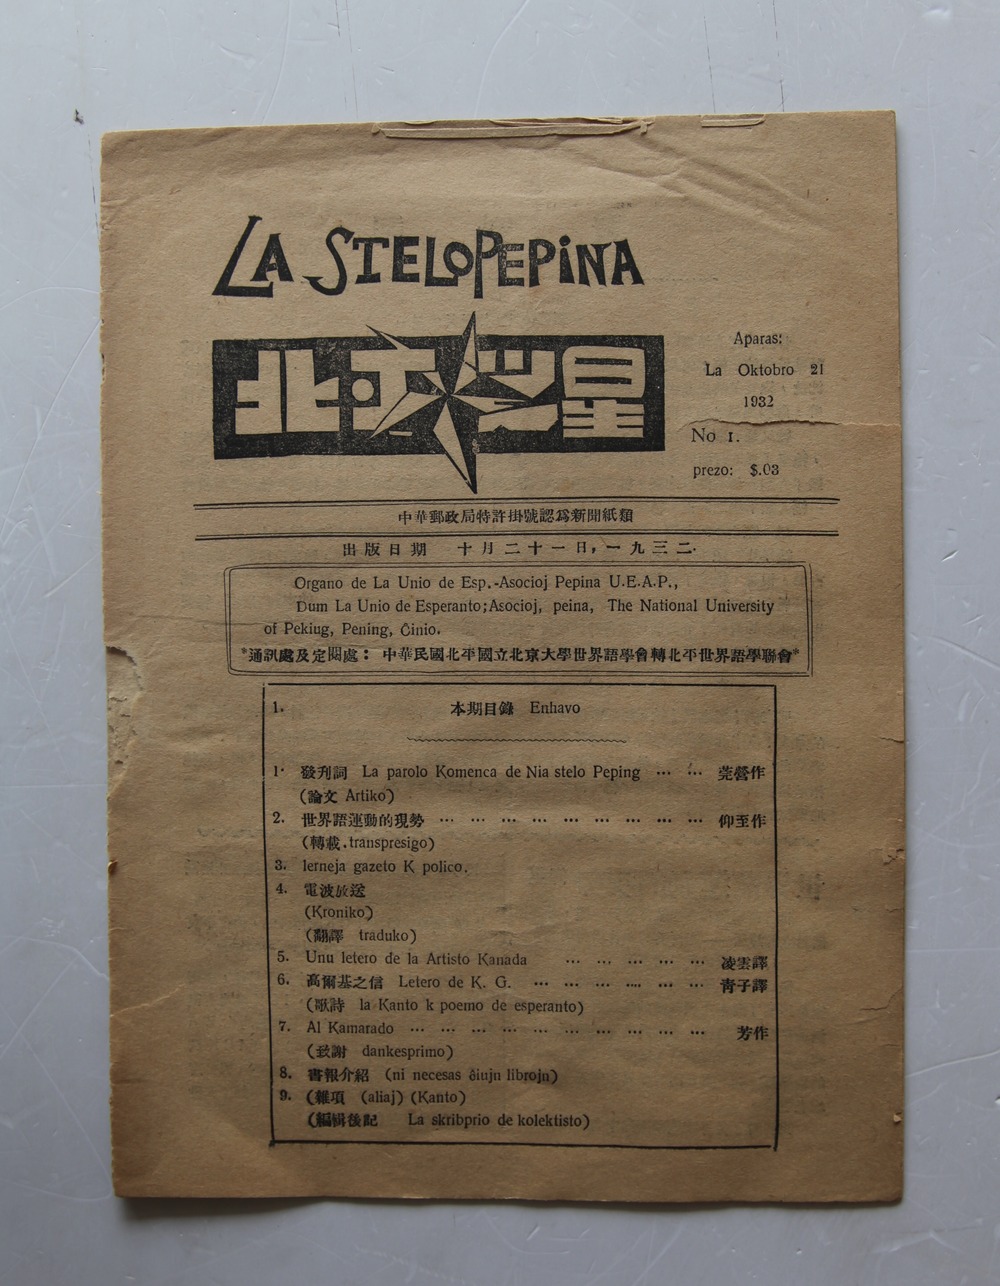 LA STELO PEPINA
北平之星
Aparas:
La Oktobro 21
1932
No 1.
prezo: $.03
中華郵政局特許掛號認爲新聞紙類
出版日期 十月二十一日，一九三二·
Organo de La Unio de Esp.-Asocioj Pepina U.E.A.P.,
Dum La Unio de Esperanto;Asocioj, peina, The National University
of Pekiug, Pening, Ĉinio.
*通訊處及定閱處： 中華民國北平國立北京大學世界語學會轉北平世界語學聯會*
1. 本期目錄 Enhavo
1· 發刊詞 La parolo Komenca de Nia stelo Peping … … 莞營作
(論文 Artiko)
2. 世界語運動的現勢 … … … … … … … … … 仰至作
(轉載.transpresigo)
3. lerneja gazeto K polico.
4. 電波放送
(Kroniko)
(翻譯 traduko)
5. Unu letero de la Artisto Kanada … … … … … 凌雲譯
6. 高爾基之信 Letero de K. G. … … … … … … 青子譯
(歌詩 la Kanto k poemo de esperanto)
7. Al Kamarado … … … … … … … … … … 芳作
(致謝 dankesprimo)
8. 書報介紹 (ni necesas ĉiujn librojn)
9. (雜項 (aliaj) (Kanto)
(編輯後記 La skribprio de kolektisto)